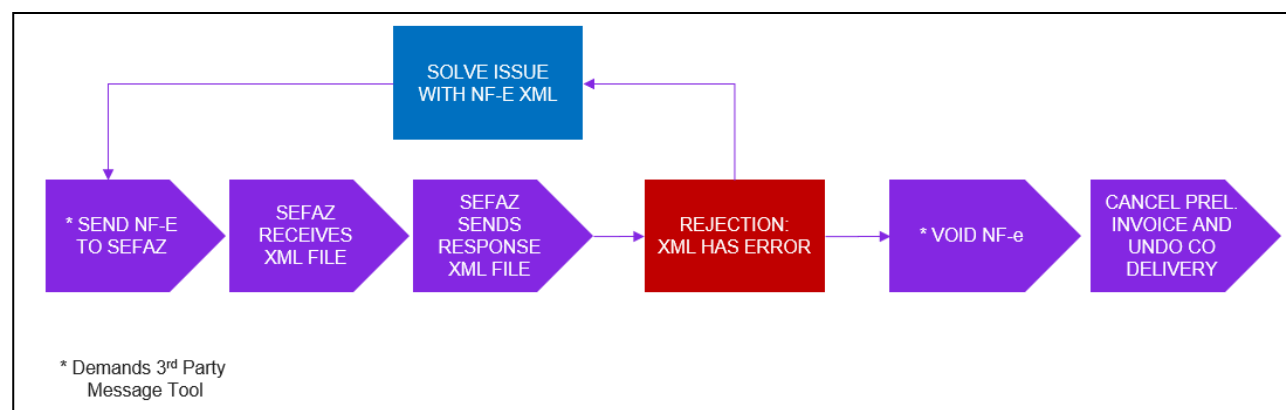 SOLVE ISSUE
WITH NF-E XML
* SEND NF-E
TO SEFAZ
SEFAZ
RECEIVES
XML FILE
SEFAZ
SENDS
RESPONSE
XML FILE
REJECTION:
XML HAS ERROR
* VOID NF-e
CANCEL PREL.
INVOICE AND
UNDO CO
DELIVERY
* Demands 3rd Party
Message Tool